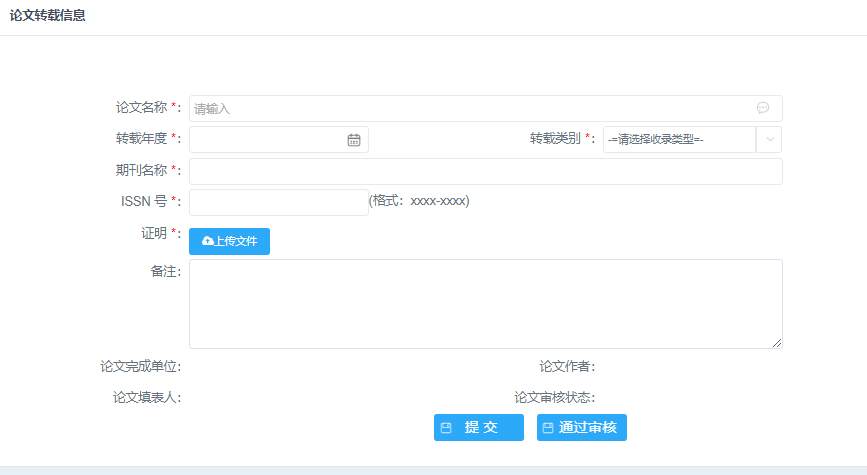 论文转载信息
论文名称 *: 请输入
转载年度 *: 转载类别 *: -=请选择收录类型=-
期刊名称 *:
ISSN 号 *: (格式：xxxx-xxxx)
证明 *: 上传文件
备注:
论文完成单位: 论文作者:
论文填表人: 论文审核状态:
提 交 通过审核